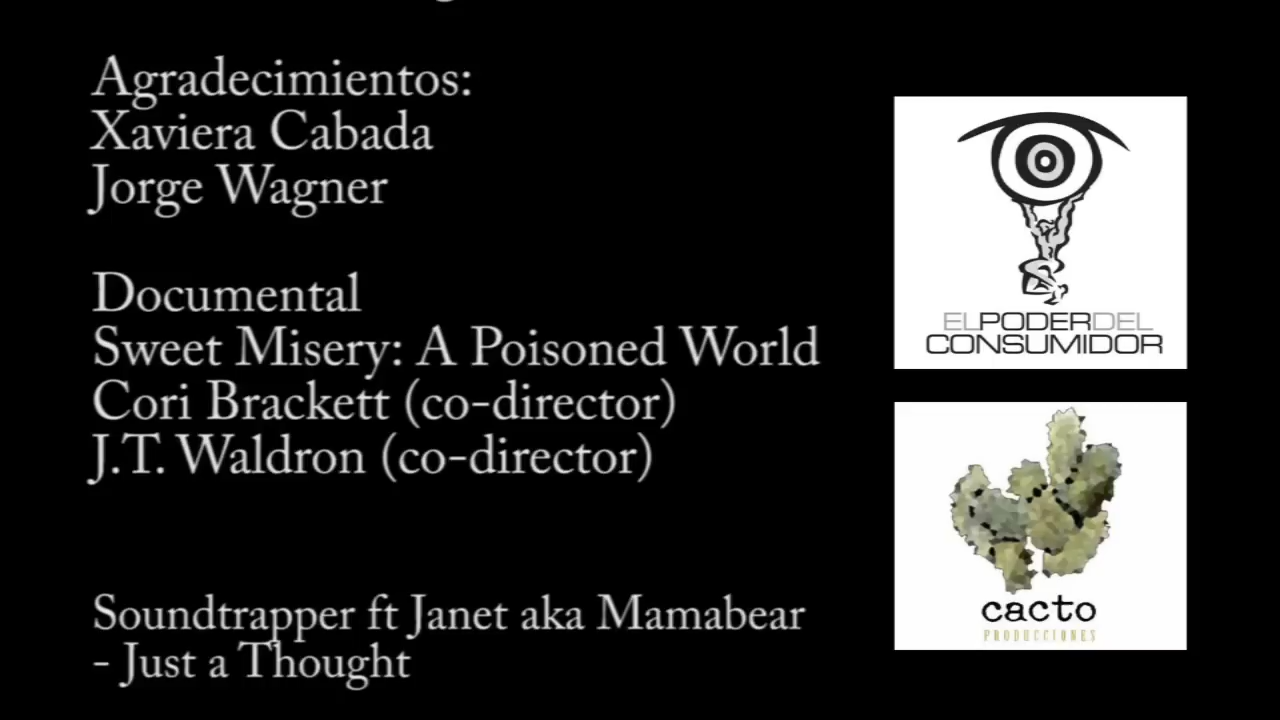 Agradecimientos:
Xaviera Cabada
Jorge Wagner
Documental
Sweet Misery: A Poisoned World
Cori Brackett (co-director)
J.T. Waldron (co-director)
Soundtrapper ft Janet aka Mamabear
- Just a Thought
ELPODERDEL
CONSUMIDOR
cacto
PRODUCCIONES